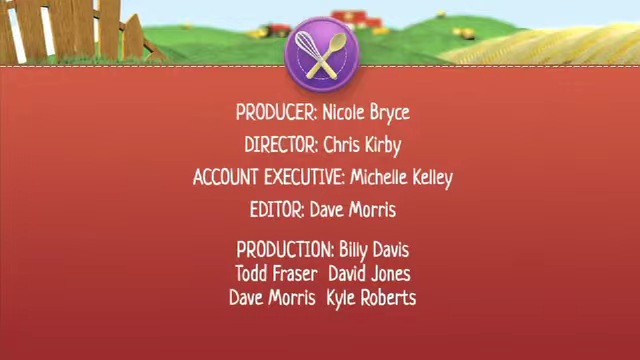 PRODUCER: Nicole Bryce
DIRECTOR: Chris Kirby
ACCOUNT EXECUTIVE: Michelle Kelley
EDITOR: Dave Morris
PRODUCTION: Billy Davis
Todd Fraser David Jones
Dave Morris Kyle Roberts